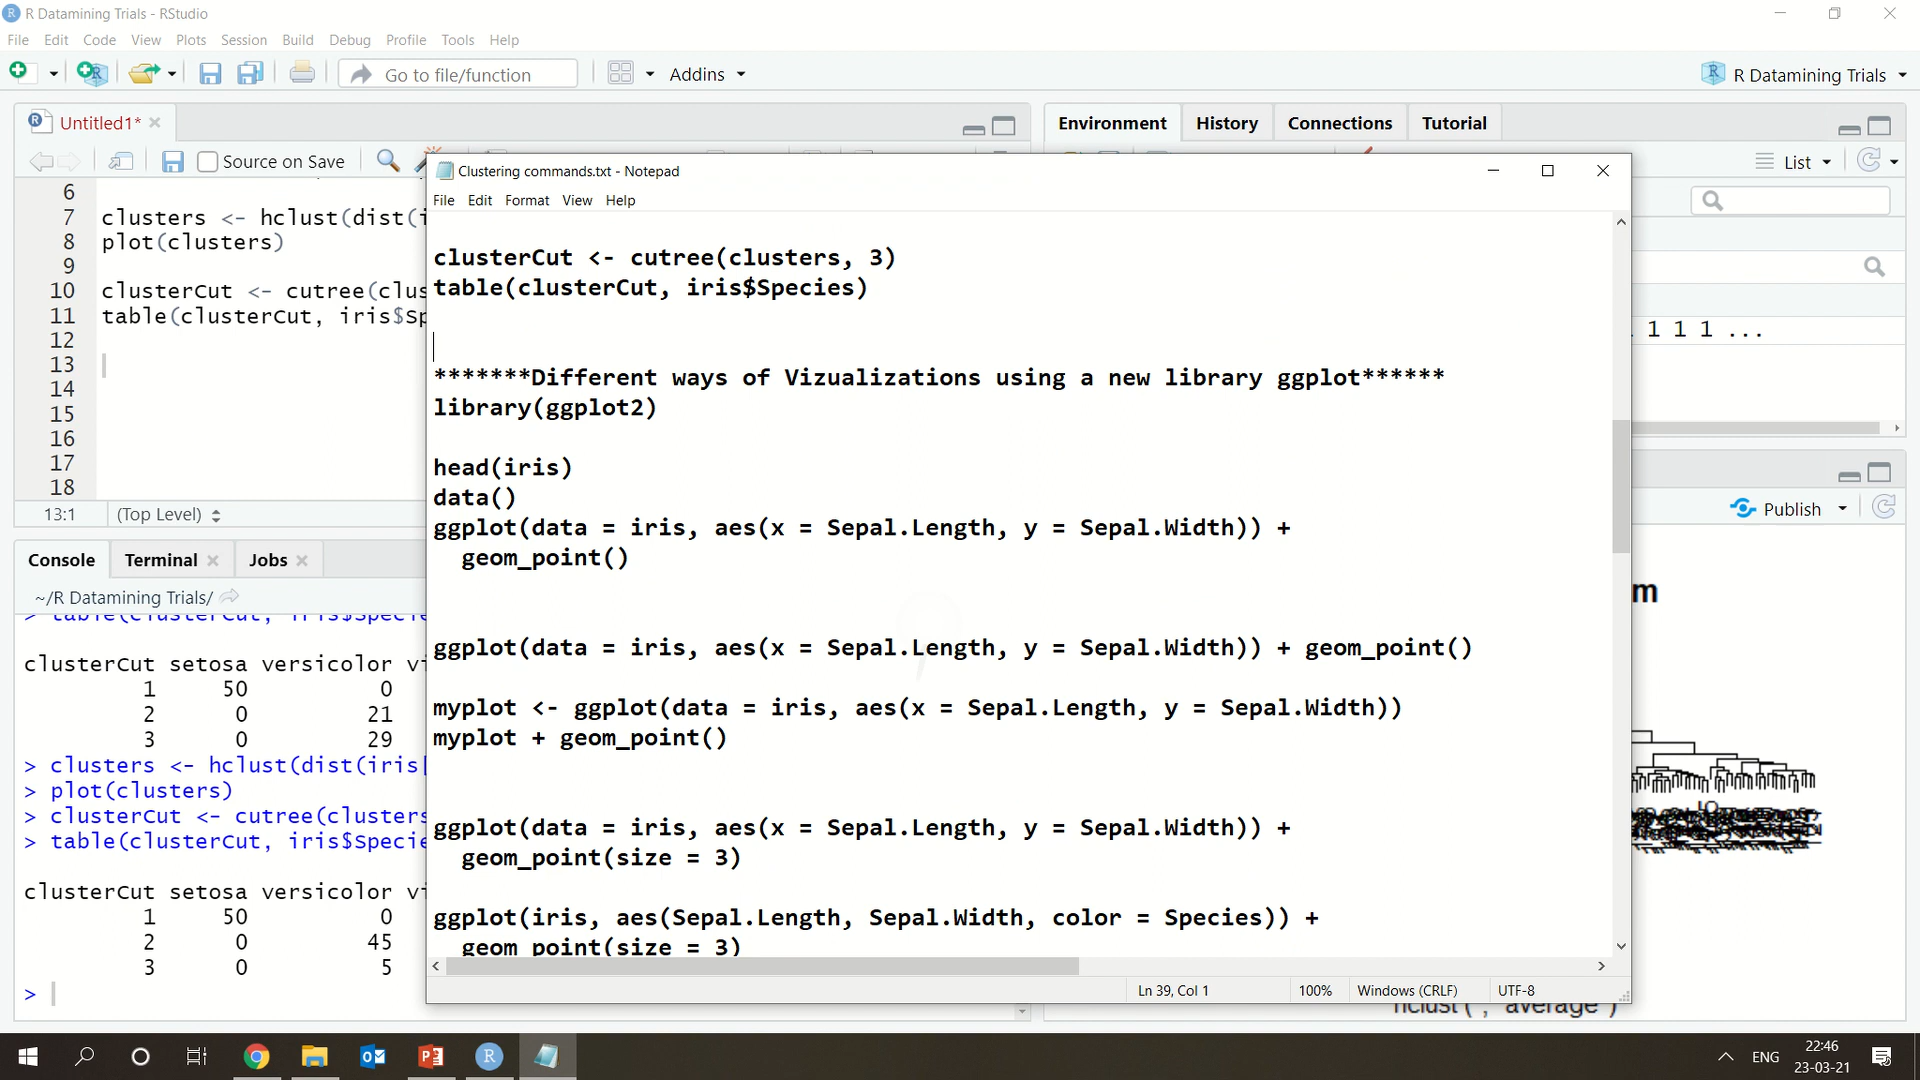 R Datamining Trials - RStudio
File Edit Code View Plots Session Build Debug Profile Tools Help
Go to file/function
Addins
R Datamining Trials
Untitled1*
Source on Save
6
7 clusters <- hclust(dist(i
8 plot(clusters)
9
10 clusterCut <- cutree(clus
11 table(clusterCut, iris$Sp
12
13
14
15
16
17
18
13:1 (Top Level)
Console Terminal Jobs
~/R Datamining Trials/
> table(clusterCut, iris$Specie
clusterCut setosa versicolor vi
1 50 0
2 0 21
3 0 29
> clusters <- hclust(dist(iris[
> plot(clusters)
> clusterCut <- cutree(clusters
> table(clusterCut, iris$Specie
clusterCut setosa versicolor vi
1 50 0
2 0 45
3 0 5
>
Clustering commands.txt - Notepad
File Edit Format View Help
clusterCut <- cutree(clusters, 3)
table(clusterCut, iris$Species)
*******Different ways of Vizualizations using a new library ggplot******
library(ggplot2)
head(iris)
data()
ggplot(data = iris, aes(x = Sepal.Length, y = Sepal.Width)) +
geom_point()
ggplot(data = iris, aes(x = Sepal.Length, y = Sepal.Width)) + geom_point()
myplot <- ggplot(data = iris, aes(x = Sepal.Length, y = Sepal.Width))
myplot + geom_point()
ggplot(data = iris, aes(x = Sepal.Length, y = Sepal.Width)) +
geom_point(size = 3)
ggplot(iris, aes(Sepal.Length, Sepal.Width, color = Species)) +
geom_point(size = 3)
Ln 39, Col 1 100% Windows (CRLF) UTF-8
Environment History Connections Tutorial
List
1 1 1 ...
Publish
m
hclust (*, "average")
ENG
22:46
23-03-21